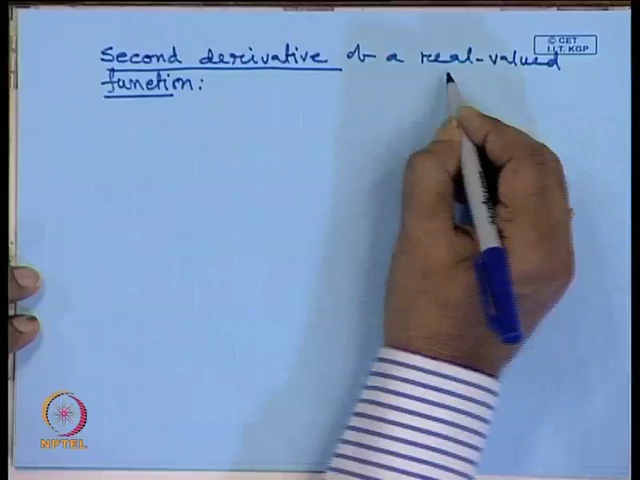 © CET
I.I.T. KGP
Second derivative of a real-valued
function:
NPTEL